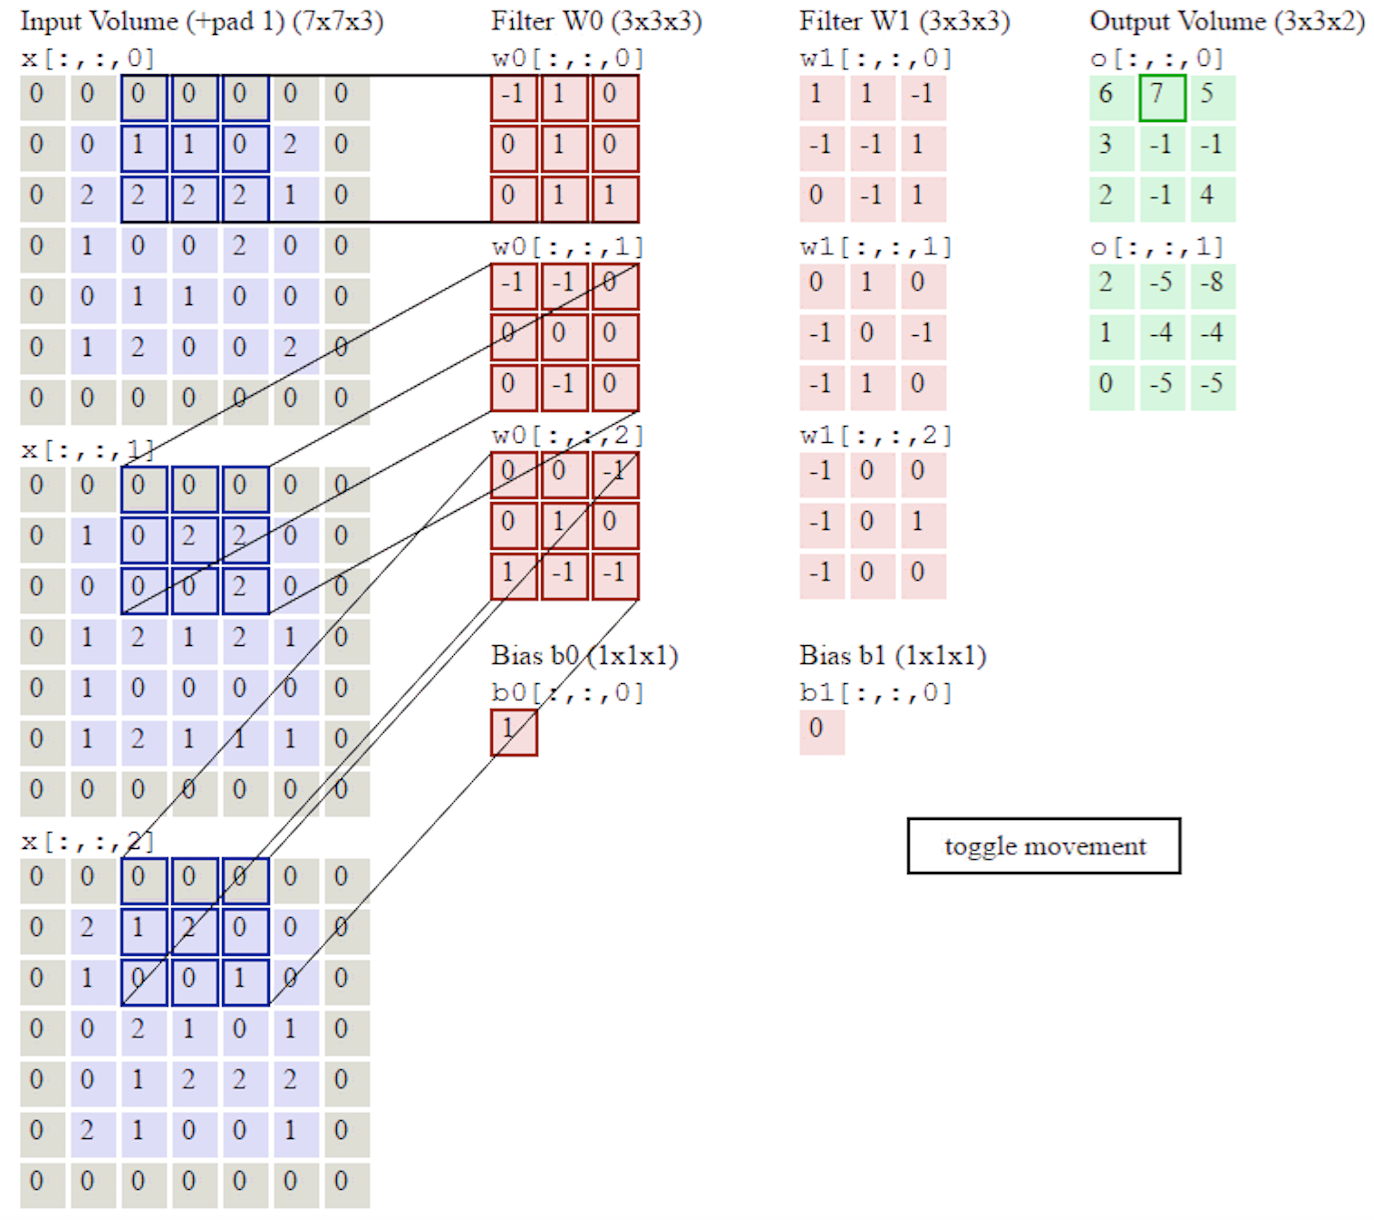 Input Volume (+pad 1) (7x7x3)
x[:,:,0]
0 0 0 0 0 0 0
0 0 1 1 0 2 0
0 2 2 2 2 1 0
0 1 0 0 2 0 0
0 0 1 1 0 0 0
0 1 2 0 0 2 0
0 0 0 0 0 0 0
x[:,:,1]
0 0 0 0 0 0 0
0 1 0 2 2 0 0
0 0 0 0 2 0 0
0 1 2 1 2 1 0
0 1 0 0 0 0 0
0 1 2 1 1 1 0
0 0 0 0 0 0 0
x[:,:,2]
0 0 0 0 0 0 0
0 2 1 2 0 0 0
0 1 0 0 1 0 0
0 0 2 1 0 1 0
0 0 1 2 2 2 0
0 2 1 0 0 1 0
0 0 0 0 0 0 0
Filter W0 (3x3x3)
w0[:,:,0]
-1 1 0
0 1 0
0 1 1
w0[:,:,1]
-1 -1 0
0 0 0
0 -1 0
w0[:,:,2]
0 0 -1
0 1 0
1 -1 -1
Bias b0 (1x1x1)
b0[:,:,0]
1
Filter W1 (3x3x3)
w1[:,:,0]
1 1 -1
-1 -1 1
0 -1 1
w1[:,:,1]
0 1 0
-1 0 -1
-1 1 0
w1[:,:,2]
-1 0 0
-1 0 1
-1 0 0
Bias b1 (1x1x1)
b1[:,:,0]
0
Output Volume (3x3x2)
o[:,:,0]
6 7 5
3 -1 -1
2 -1 4
o[:,:,1]
2 -5 -8
1 -4 -4
0 -5 -5
toggle movement